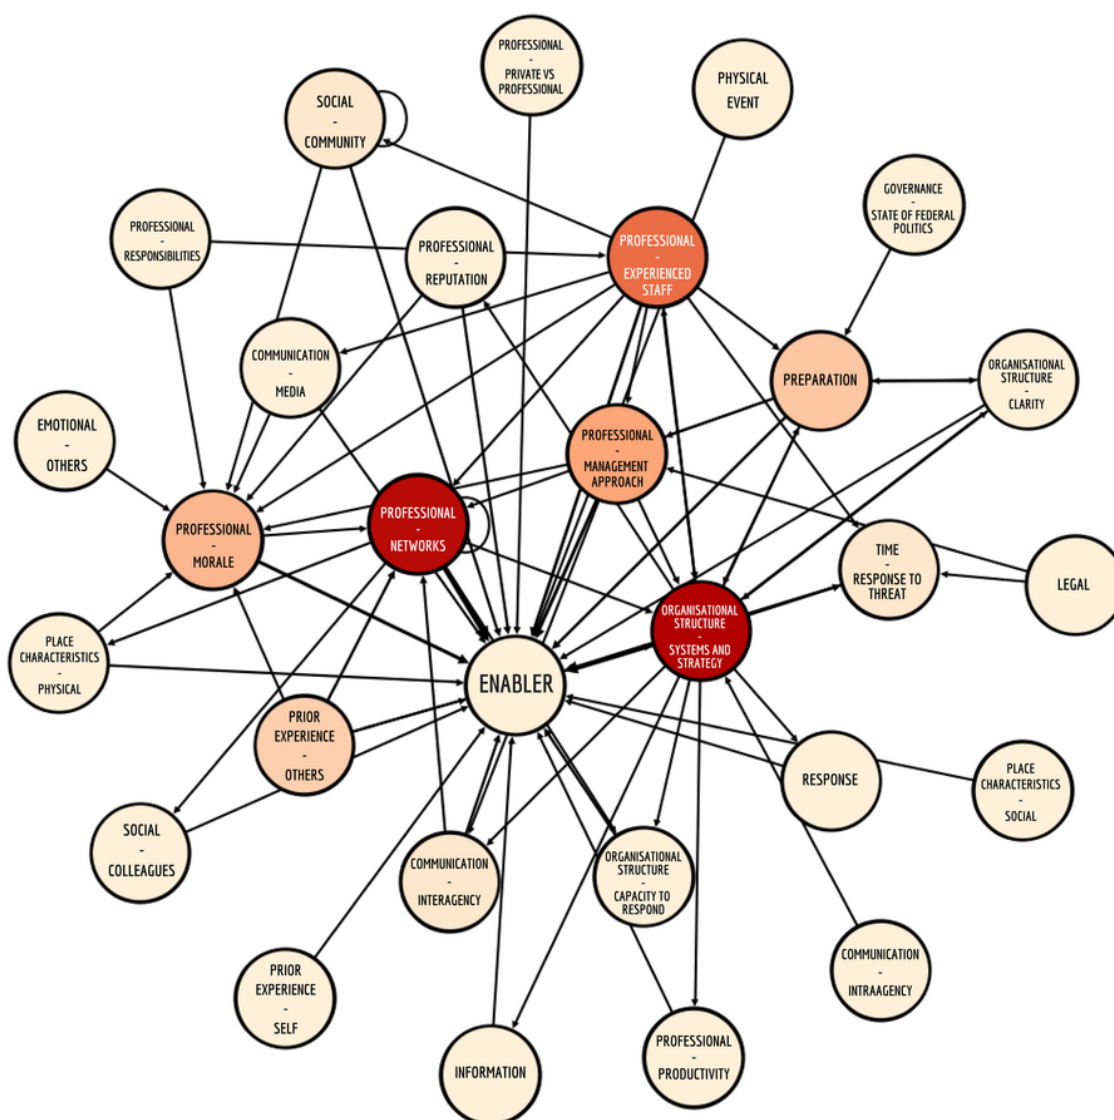 PROFESSIONAL
-
PRIVATE VS
PROFESSIONAL
PHYSICAL
EVENT
SOCIAL
-
COMMUNITY
GOVERNANCE
-
STATE OF FEDERAL
POLITICS
PROFESSIONAL
-
RESPONSIBILITIES
PROFESSIONAL
-
REPUTATION
PROFESSIONAL
-
EXPERIENCED
STAFF
COMMUNICATION
-
MEDIA
PREPARATION
ORGANISATIONAL
STRUCTURE
-
CLARITY
EMOTIONAL
-
OTHERS
PROFESSIONAL
-
MANAGEMENT
APPROACH
PROFESSIONAL
-
MORALE
PROFESSIONAL
-
NETWORKS
TIME
-
RESPONSE TO
THREAT
LEGAL
PLACE
CHARACTERISTICS
-
PHYSICAL
ORGANISATIONAL
STRUCTURE
-
SYSTEMS AND
STRATEGY
ENABLER
PRIOR
EXPERIENCE
-
OTHERS
RESPONSE
PLACE
CHARACTERISTICS
-
SOCIAL
SOCIAL
-
COLLEAGUES
COMMUNICATION
-
INTERAGENCY
ORGANISATIONAL
STRUCTURE
-
CAPACITY TO
RESPOND
COMMUNICATION
-
INTRAAGENCY
PRIOR
EXPERIENCE
-
SELF
INFORMATION
PROFESSIONAL
-
PRODUCTIVITY